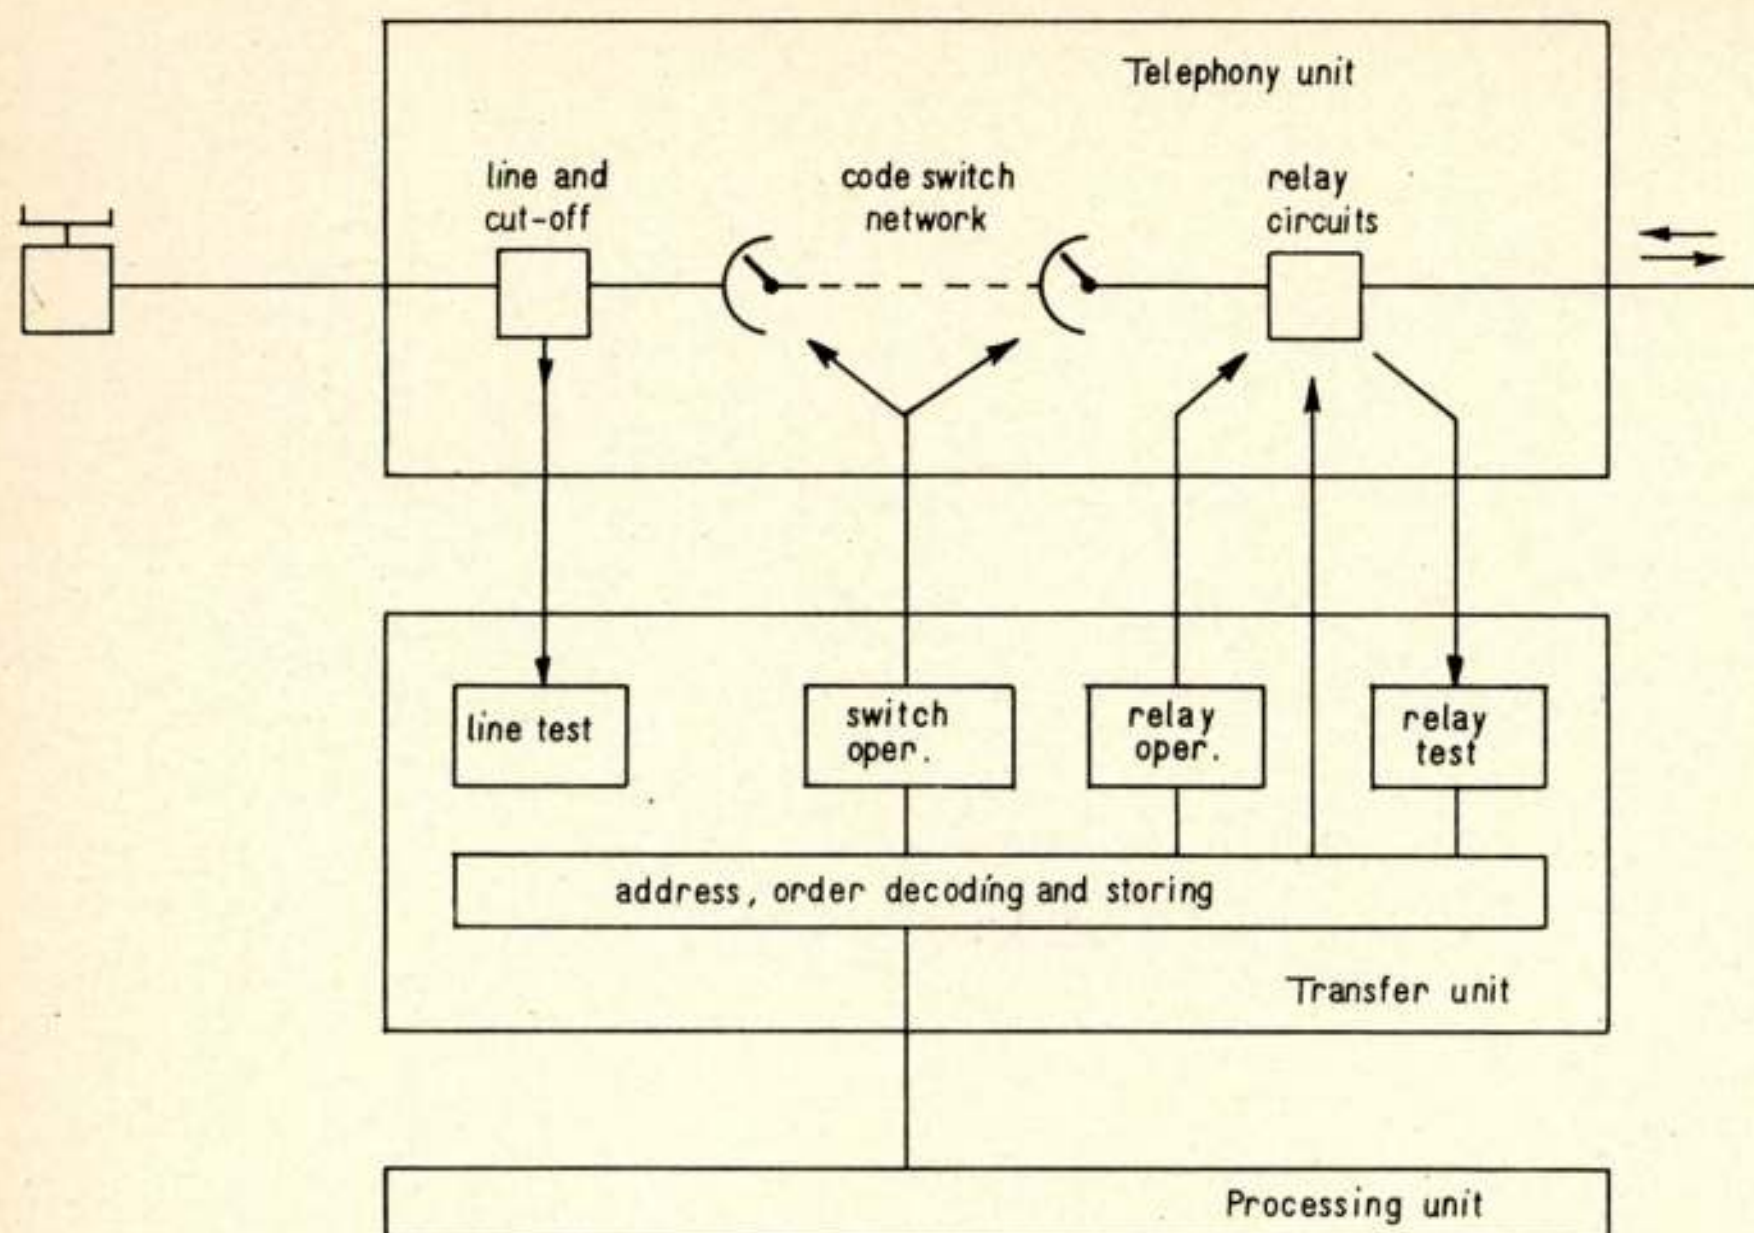 Telephony unit
line and
cut-off
code switch
network
relay
circuits
line test
switch
oper.
relay
oper.
relay
test
address, order decoding and storing
Transfer unit
Processing unit